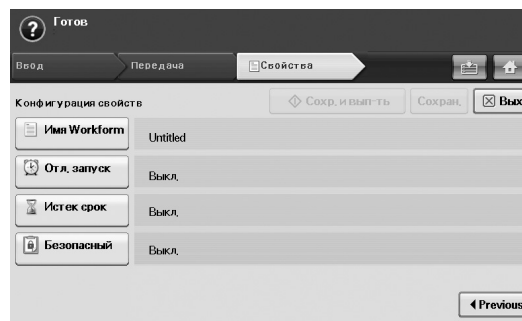 Готов
Ввод Передача Свойства
Конфигурация свойств Сохр. и вып-ть Сохран. Вых
Имя Workform Untitled
Отл. запуск Выкл.
Истек срок Выкл.
Безопасный Выкл.
Previous